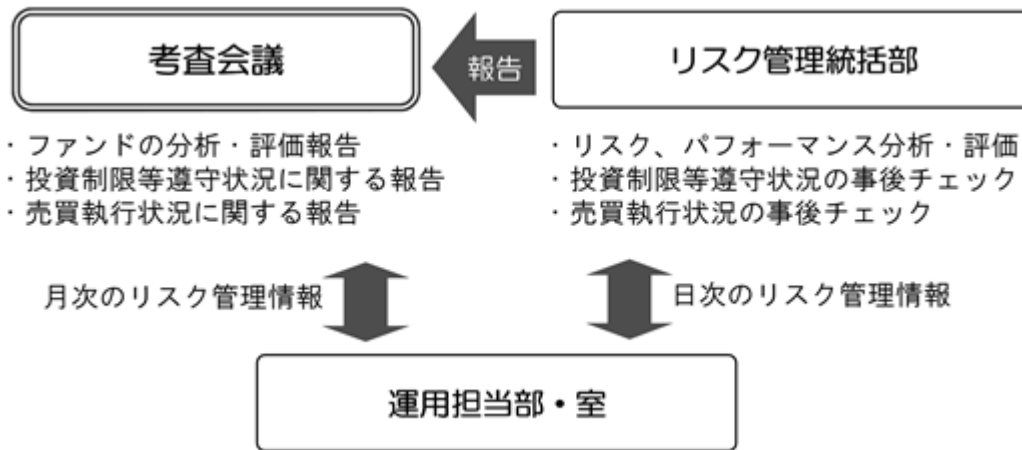 考査会議
報告
リスク管理統括部
・ファンドの分析・評価報告
・投資制限等遵守状況に関する報告
・売買執行状況に関する報告
・リスク、パフォーマンス分析・評価
・投資制限等遵守状況の事後チェック
・売買執行状況の事後チェック
月次のリスク管理情報
日次のリスク管理情報
運用担当部・室